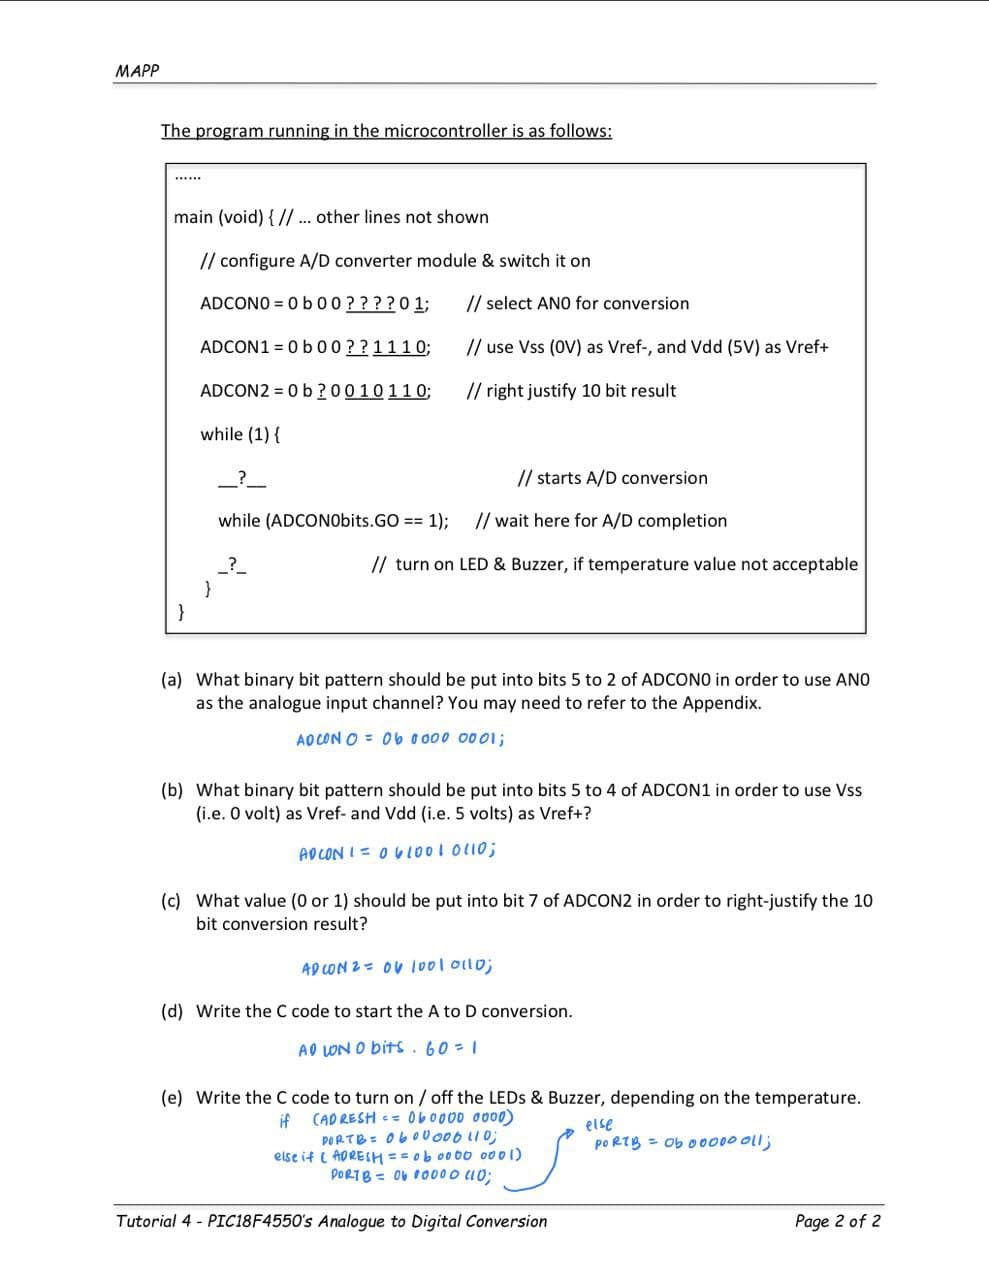 MAPP
The program running in the microcontroller is as follows:
......
main (void) { // ... other lines not shown
// configure A/D converter module & switch it on
ADCON0 = 0 b 0 0 ? ? ? ? 0 1; // select AN0 for conversion
ADCON1 = 0 b 0 0 ? ? 1 1 1 0; // use Vss (0V) as Vref-, and Vdd (5V) as Vref+
ADCON2 = 0 b ? 0 0 1 0 1 1 0; // right justify 10 bit result
while (1) {
__?__ // starts A/D conversion
while (ADCON0bits.GO == 1); // wait here for A/D completion
_?_ // turn on LED & Buzzer, if temperature value not acceptable
}
}
(a) What binary bit pattern should be put into bits 5 to 2 of ADCON0 in order to use AN0
as the analogue input channel? You may need to refer to the Appendix.
ADCON 0 = 0b 0000 0001;
(b) What binary bit pattern should be put into bits 5 to 4 of ADCON1 in order to use Vss
(i.e. 0 volt) as Vref- and Vdd (i.e. 5 volts) as Vref+?
ADCON 1 = 0b1001 0110;
(c) What value (0 or 1) should be put into bit 7 of ADCON2 in order to right-justify the 10
bit conversion result?
ADCON 2 = 0b 1001 0110;
(d) Write the C code to start the A to D conversion.
ADCON 0 bits . GO = 1
(e) Write the C code to turn on / off the LEDs & Buzzer, depending on the temperature.
if (ADRESH == 0b0000 0000)
PORTB = 0b00000110;
else if (ADRESH == 0b 0000 0001)
PORTB = 0b 00000 110;
else
PORTB = 0b 00000 011;
Tutorial 4 - PIC18F4550's Analogue to Digital Conversion Page 2 of 2